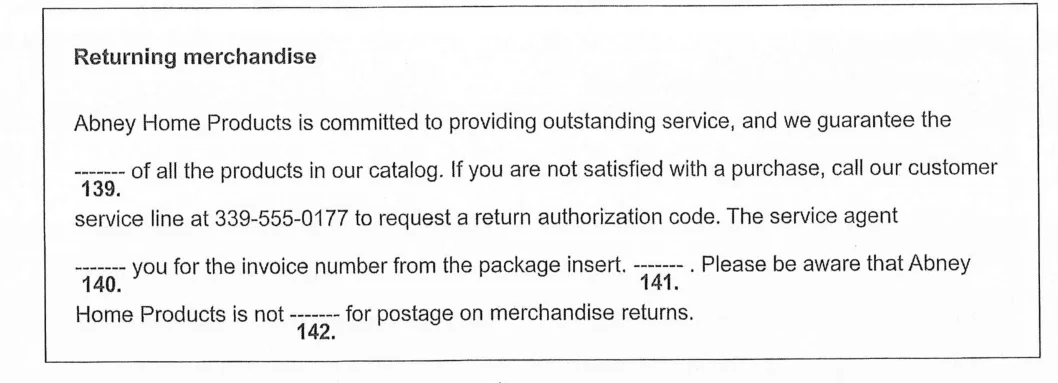 Returning merchandise
Abney Home Products is committed to providing outstanding service, and we guarantee the
------- of all the products in our catalog. If you are not satisfied with a purchase, call our customer
139.
service line at 339-555-0177 to request a return authorization code. The service agent
------- you for the invoice number from the package insert. ------- . Please be aware that Abney
140. 141.
Home Products is not ------- for postage on merchandise returns.
142.